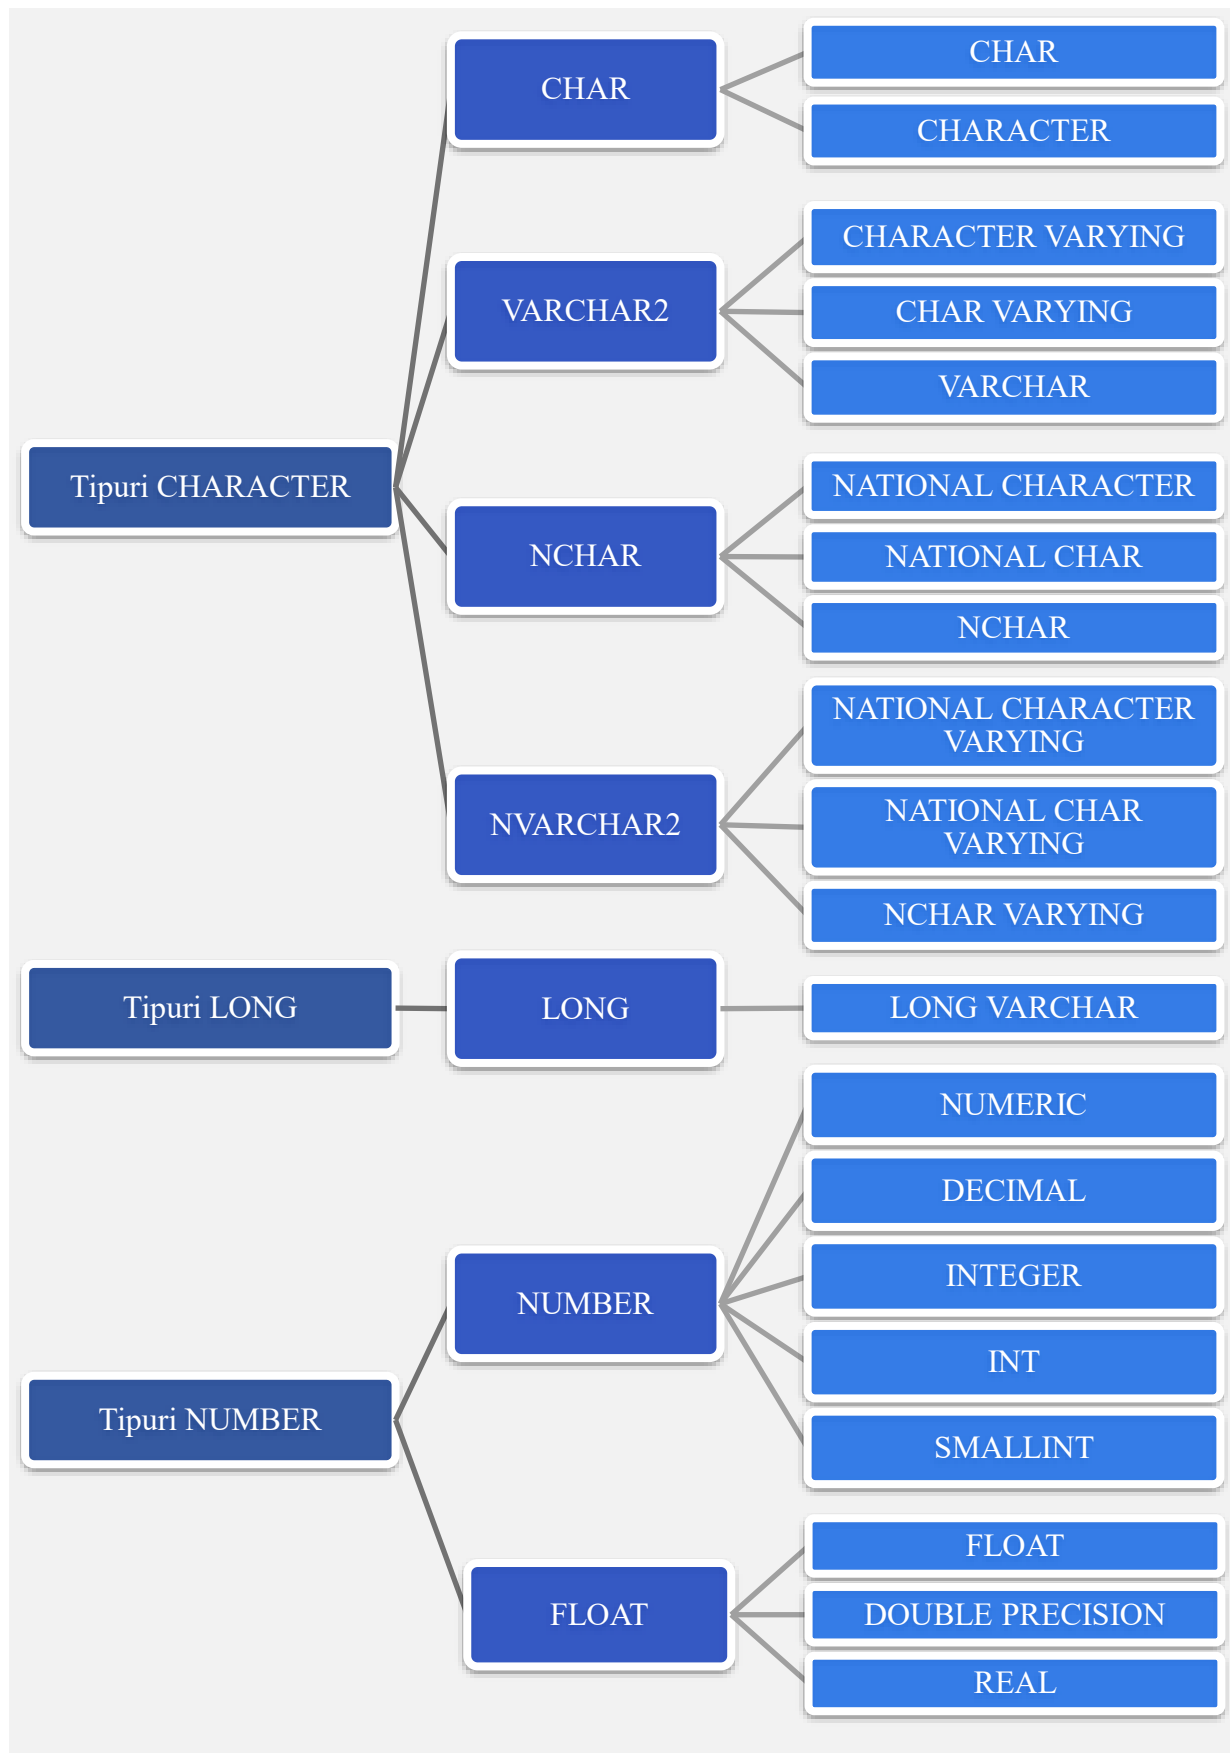 Tipuri CHARACTER
CHAR
CHAR
CHARACTER
VARCHAR2
CHARACTER VARYING
CHAR VARYING
VARCHAR
NCHAR
NATIONAL CHARACTER
NATIONAL CHAR
NCHAR
NVARCHAR2
NATIONAL CHARACTER
VARYING
NATIONAL CHAR
VARYING
NCHAR VARYING
Tipuri LONG
LONG
LONG VARCHAR
Tipuri NUMBER
NUMBER
NUMERIC
DECIMAL
INTEGER
INT
SMALLINT
FLOAT
FLOAT
DOUBLE PRECISION
REAL